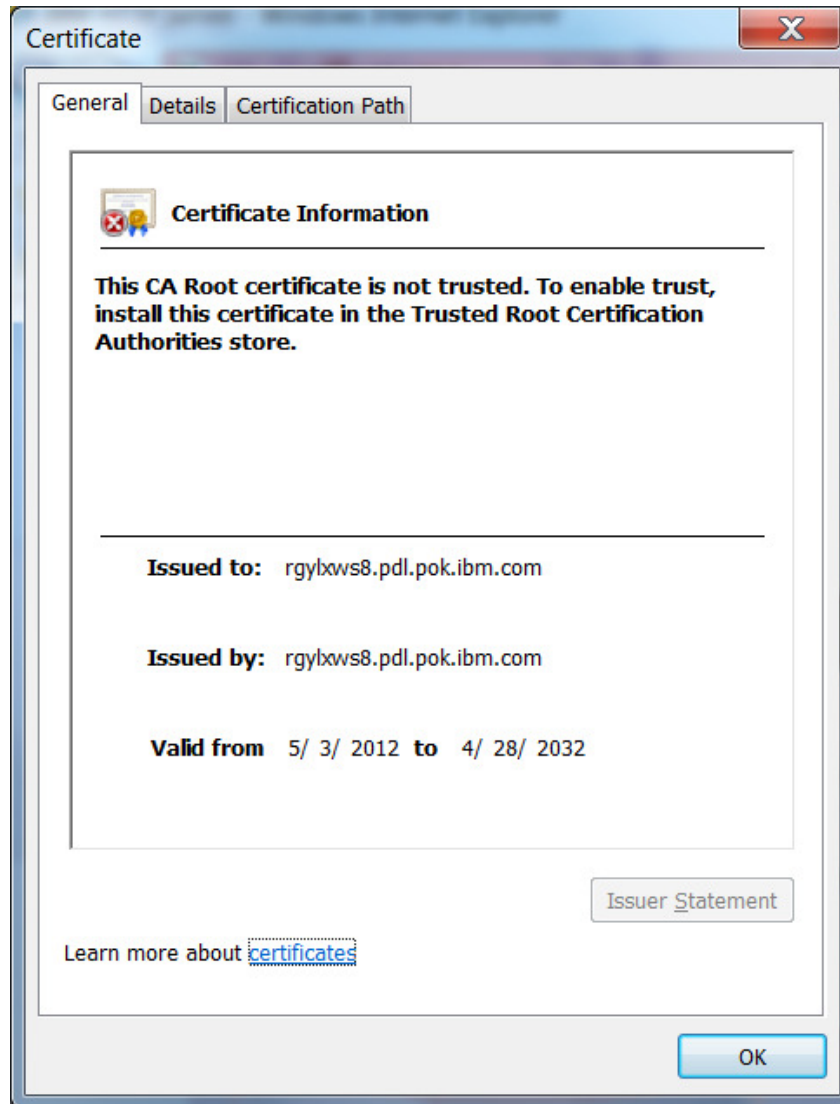 Windows Internet Explorer
Certificate
General Details Certification Path
Certificate Information
This CA Root certificate is not trusted. To enable trust,
install this certificate in the Trusted Root Certification
Authorities store.
Issued to: rgylxws8.pdl.pok.ibm.com
Issued by: rgylxws8.pdl.pok.ibm.com
Valid from 5/ 3/ 2012 to 4/ 28/ 2032
Issuer Statement
Learn more about certificates
OK